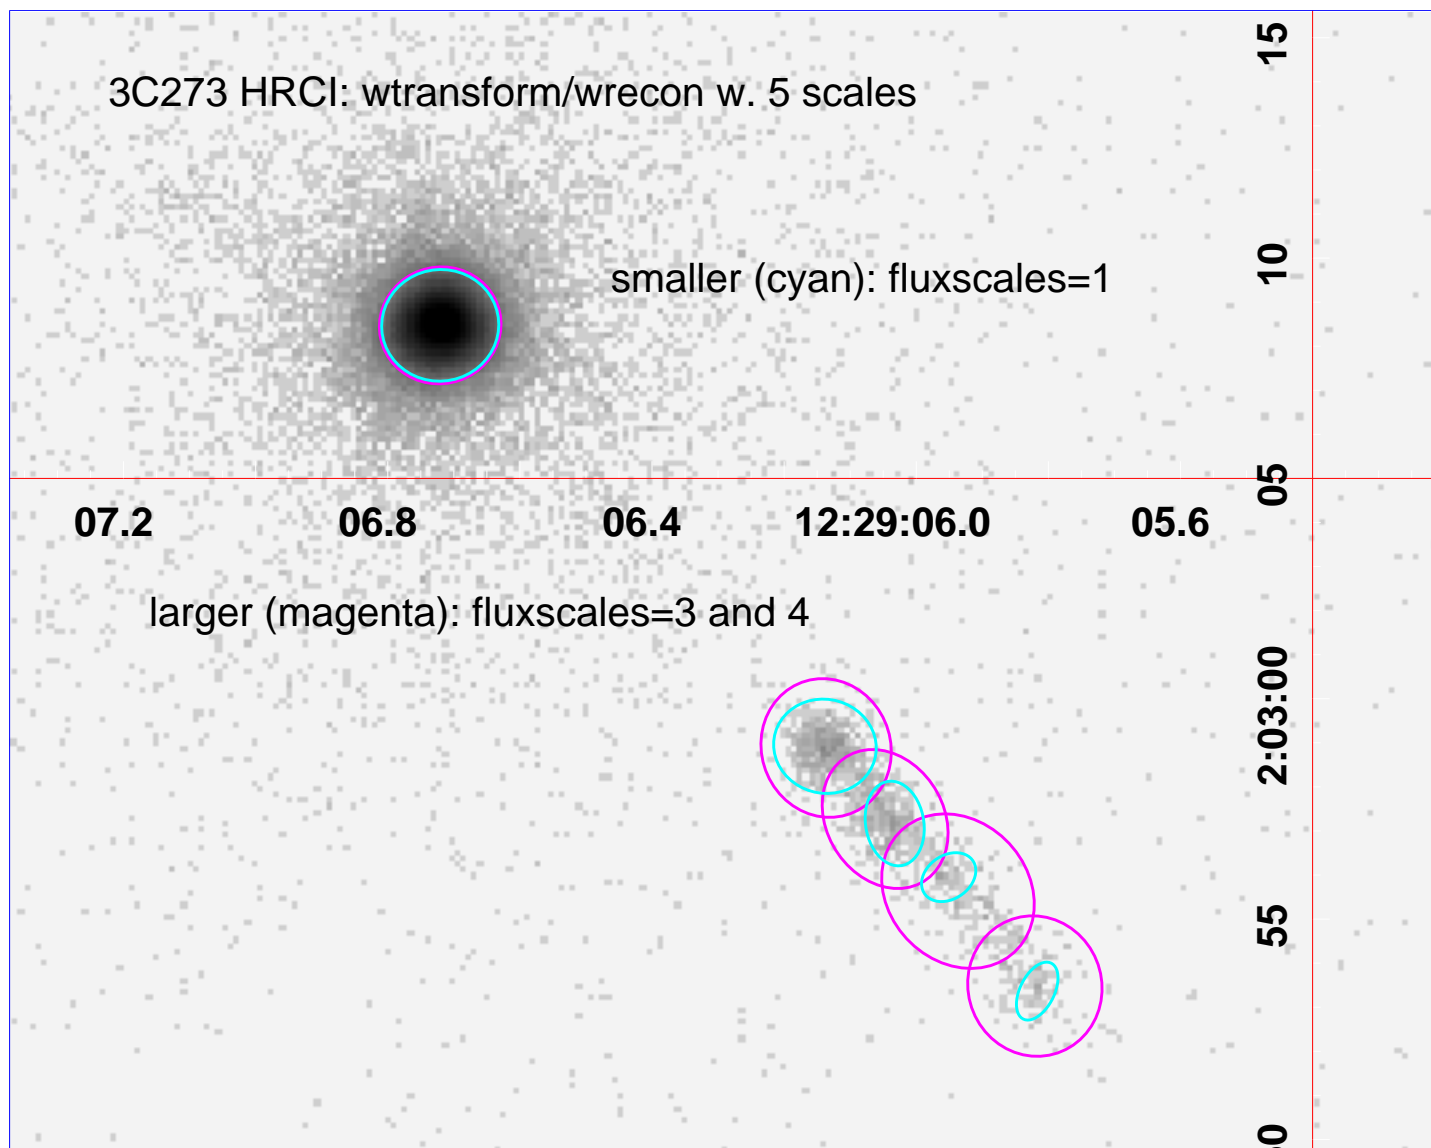 15
3C273 HRCI: wtransform/wrecon w. 5 scales
10
smaller (cyan): fluxscales=1
05
07.2 06.8 06.4 12:29:06.0 05.6
larger (magenta): fluxscales=3 and 4
2:03:00
55